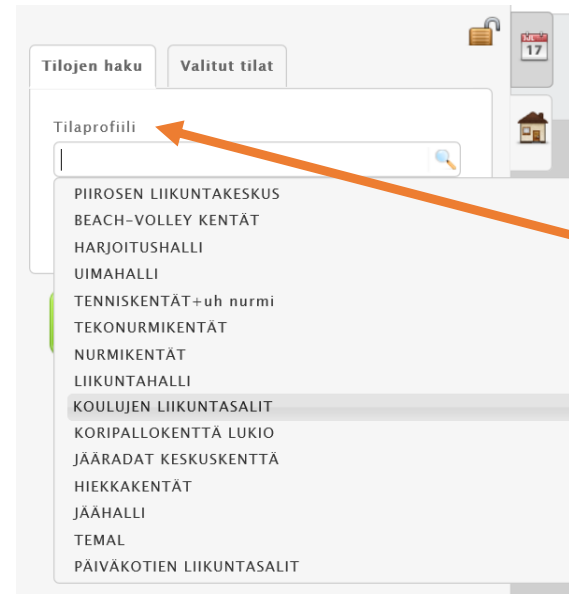 Tilojen haku Valitut tilat
17
Tilaprofiili
PIIROSEN LIIKUNTAKESKUS
BEACH-VOLLEY KENTÄT
HARJOITUSHALLI
UIMAHALLI
TENNISKENTÄT+uh nurmi
TEKONURMIKENTÄT
NURMIKENTÄT
LIIKUNTAHALLI
KOULUJEN LIIKUNTASALIT
KORIPALLOKENTTÄ LUKIO
JÄÄRADAT KESKUSKENTTÄ
HIEKKAKENTÄT
JÄÄHALLI
TEMAL
PÄIVÄKOTIEN LIIKUNTASALIT